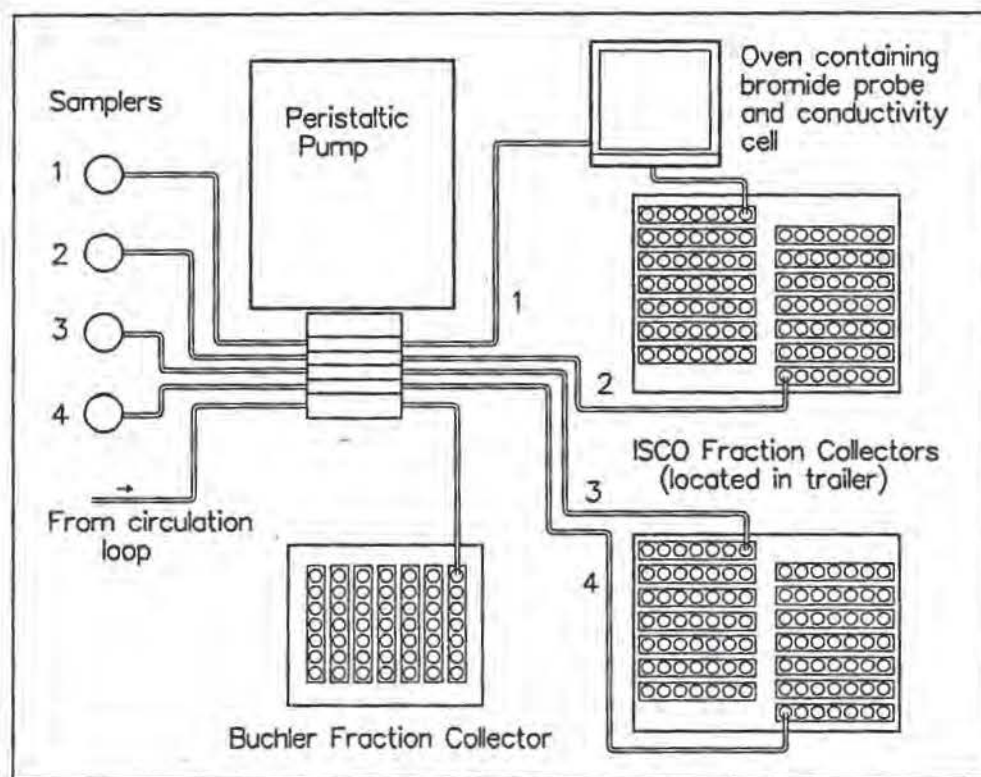 Samplers
1
2
3
4
Peristaltic
Pump
Oven containing
bromide probe
and conductivity
cell
1
2
ISCO Fraction Collectors
(located in trailer)
3
4
From circulation
loop
Buchler Fraction Collector